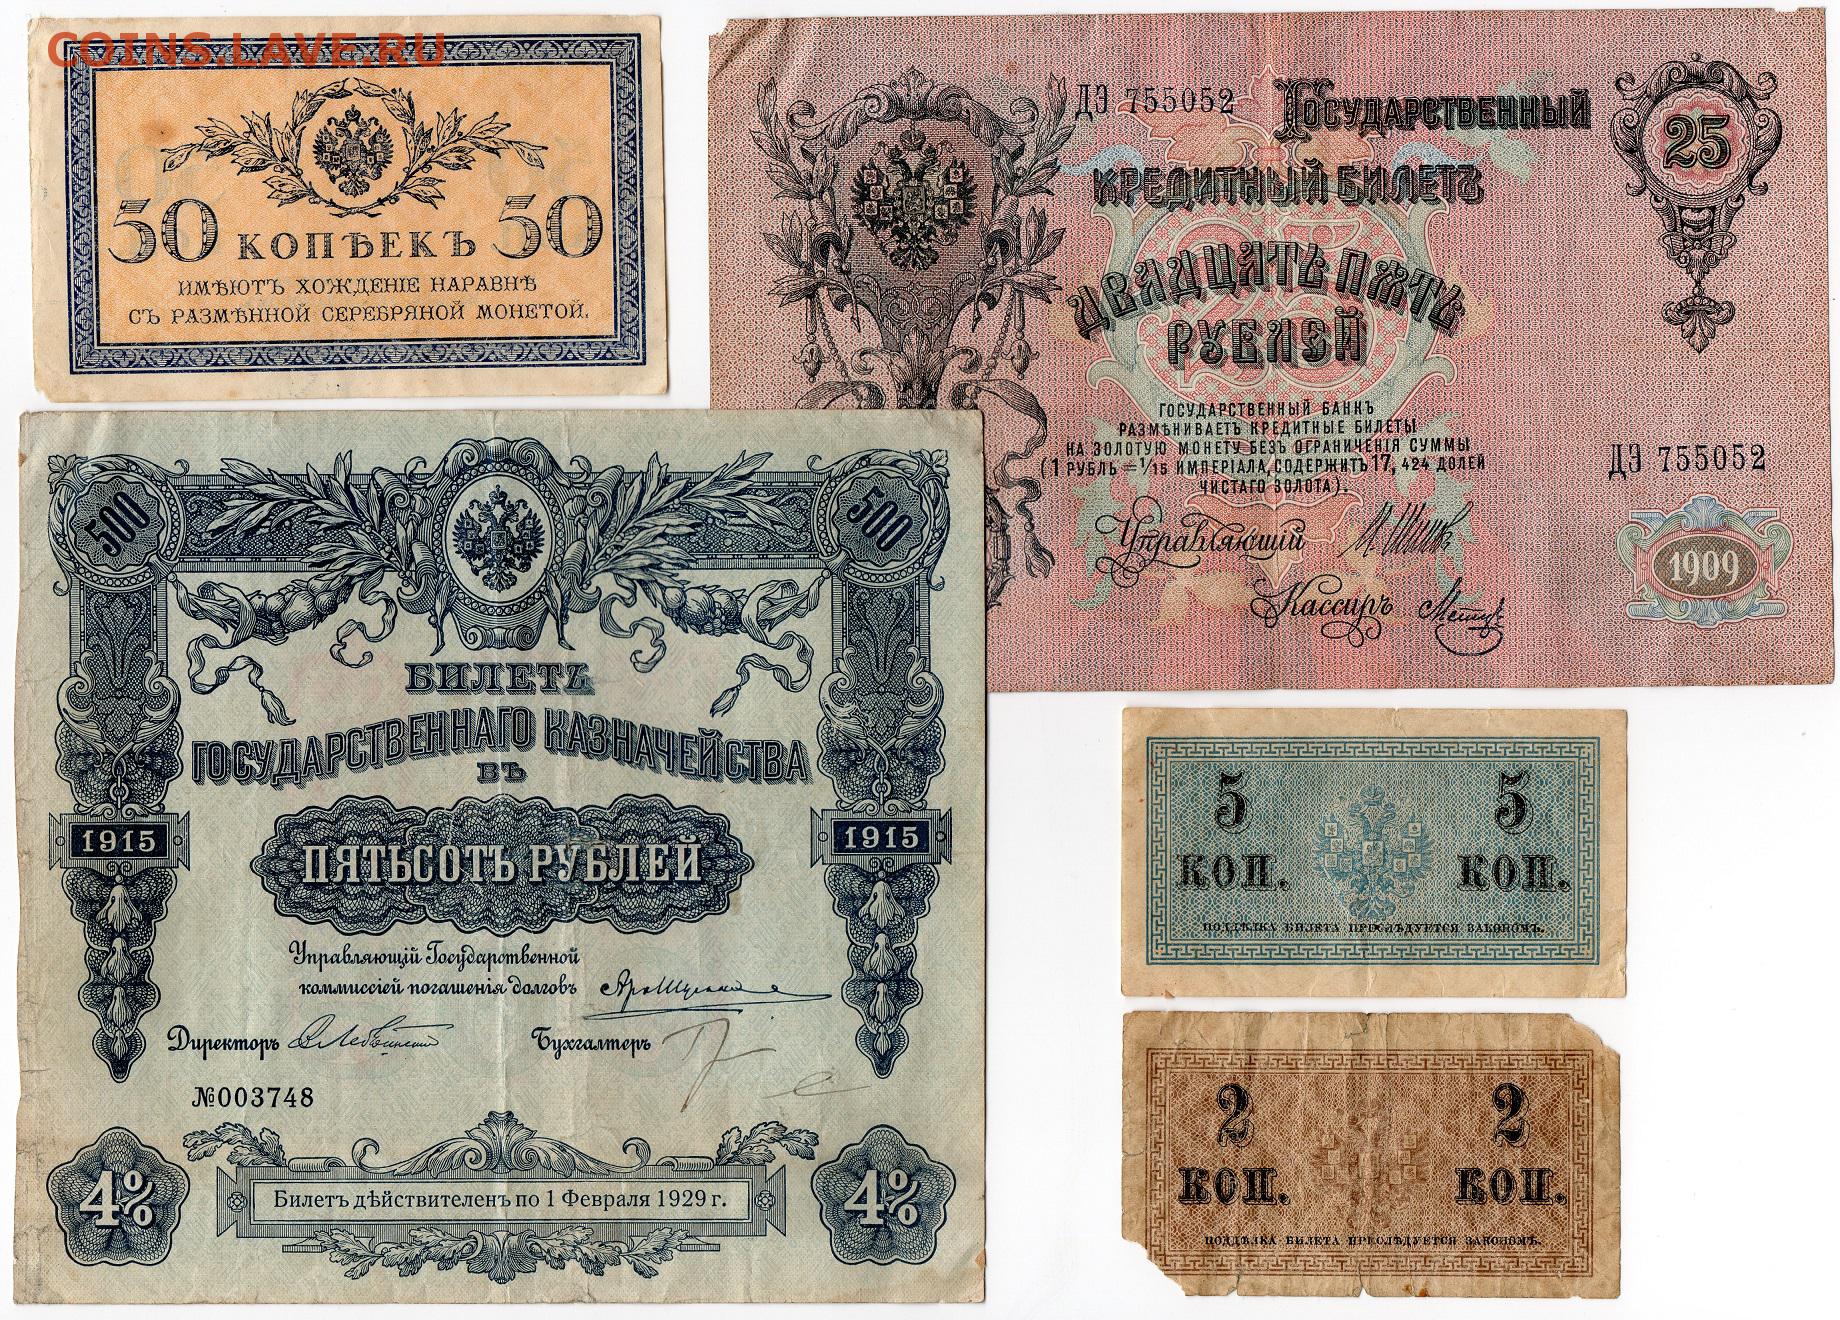 COINS.LAVE.RU
50 КОПѢЕКЪ 50
ИМѢЮТЪ ХОЖДЕНІЕ НАРАВНѢ
СЪ РАЗМѢННОЙ СЕРЕБРЯНОЙ МОНЕТОЙ.
ДЭ 755052
ГОСУДАРСТВЕННЫЙ
25
КРЕДИТНЫЙ БИЛЕТЪ
ДВАДЦАТЬ ПЯТЬ
РУБЛЕЙ
ГОСУДАРСТВЕННЫЙ БАНКЪ
РАЗМѢНИВАЕТЪ КРЕДИТНЫЕ БИЛЕТЫ
НА ЗОЛОТУЮ МОНЕТУ БЕЗЪ ОГРАНИЧЕНІЯ СУММЫ
(1 РУБЛЬ = 1/15 ИМПЕРІАЛА, СОДЕРЖИТЪ 17, 424 ДОЛЕЙ
ЧИСТАГО ЗОЛОТА).
ДЭ 755052
Управляющій
Кассиръ
1909
500 500
БИЛЕТЪ
ГОСУДАРСТВЕННАГО КАЗНАЧЕЙСТВА
ВЪ
1915 1915
ПЯТЬСОТЪ РУБЛЕЙ
Управляющій Государственной
коммиссіей погашенія долговъ
Директоръ Бухгалтеръ
№003748
4% 4%
Билетъ дѣйствителенъ по 1 Февраля 1929 г.
5 5
КОП. КОП.
ПОДДѢЛКА БИЛЕТА ПРЕСЛѢДУЕТСЯ ЗАКОНОМЪ.
2 2
КОП. КОП.
ПОДДѢЛКА БИЛЕТА ПРЕСЛѢДУЕТСЯ ЗАКОНОМЪ.